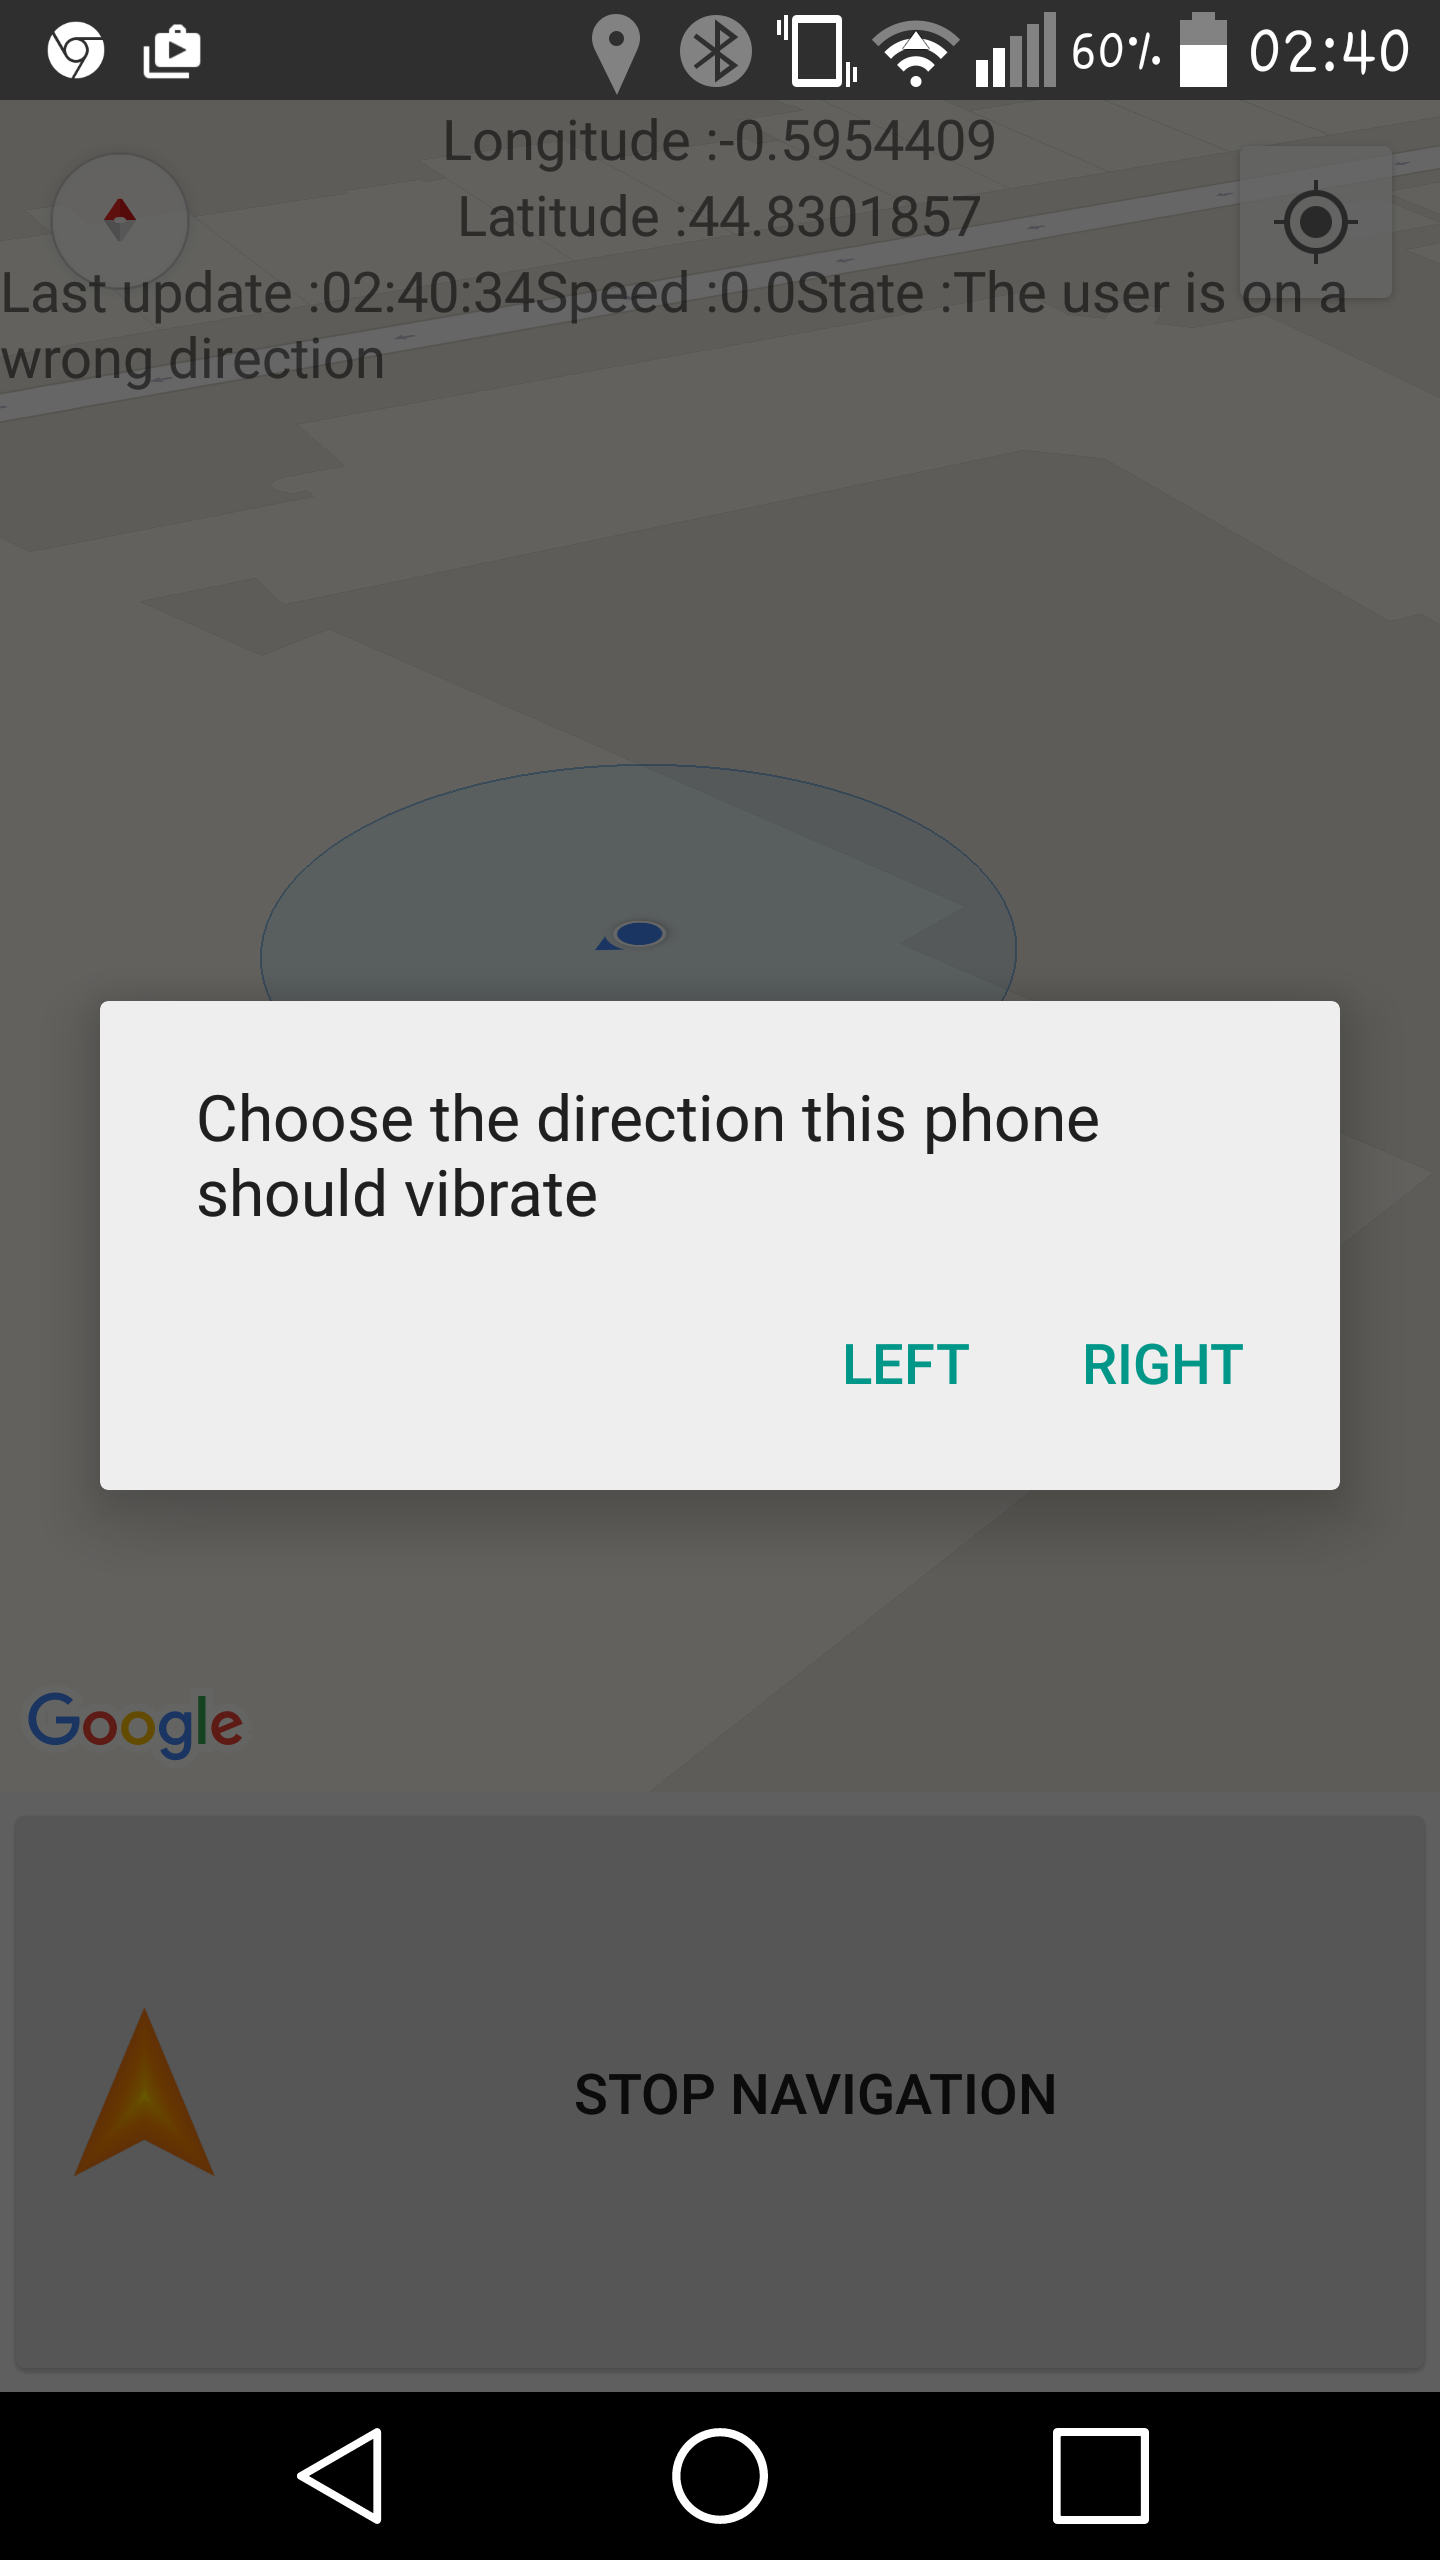 60% 02:40
Longitude :-0.5954409
Latitude :44.8301857
Last update :02:40:34Speed :0.0State :The user is on a
wrong direction
Choose the direction this phone
should vibrate
LEFT RIGHT
Google
STOP NAVIGATION